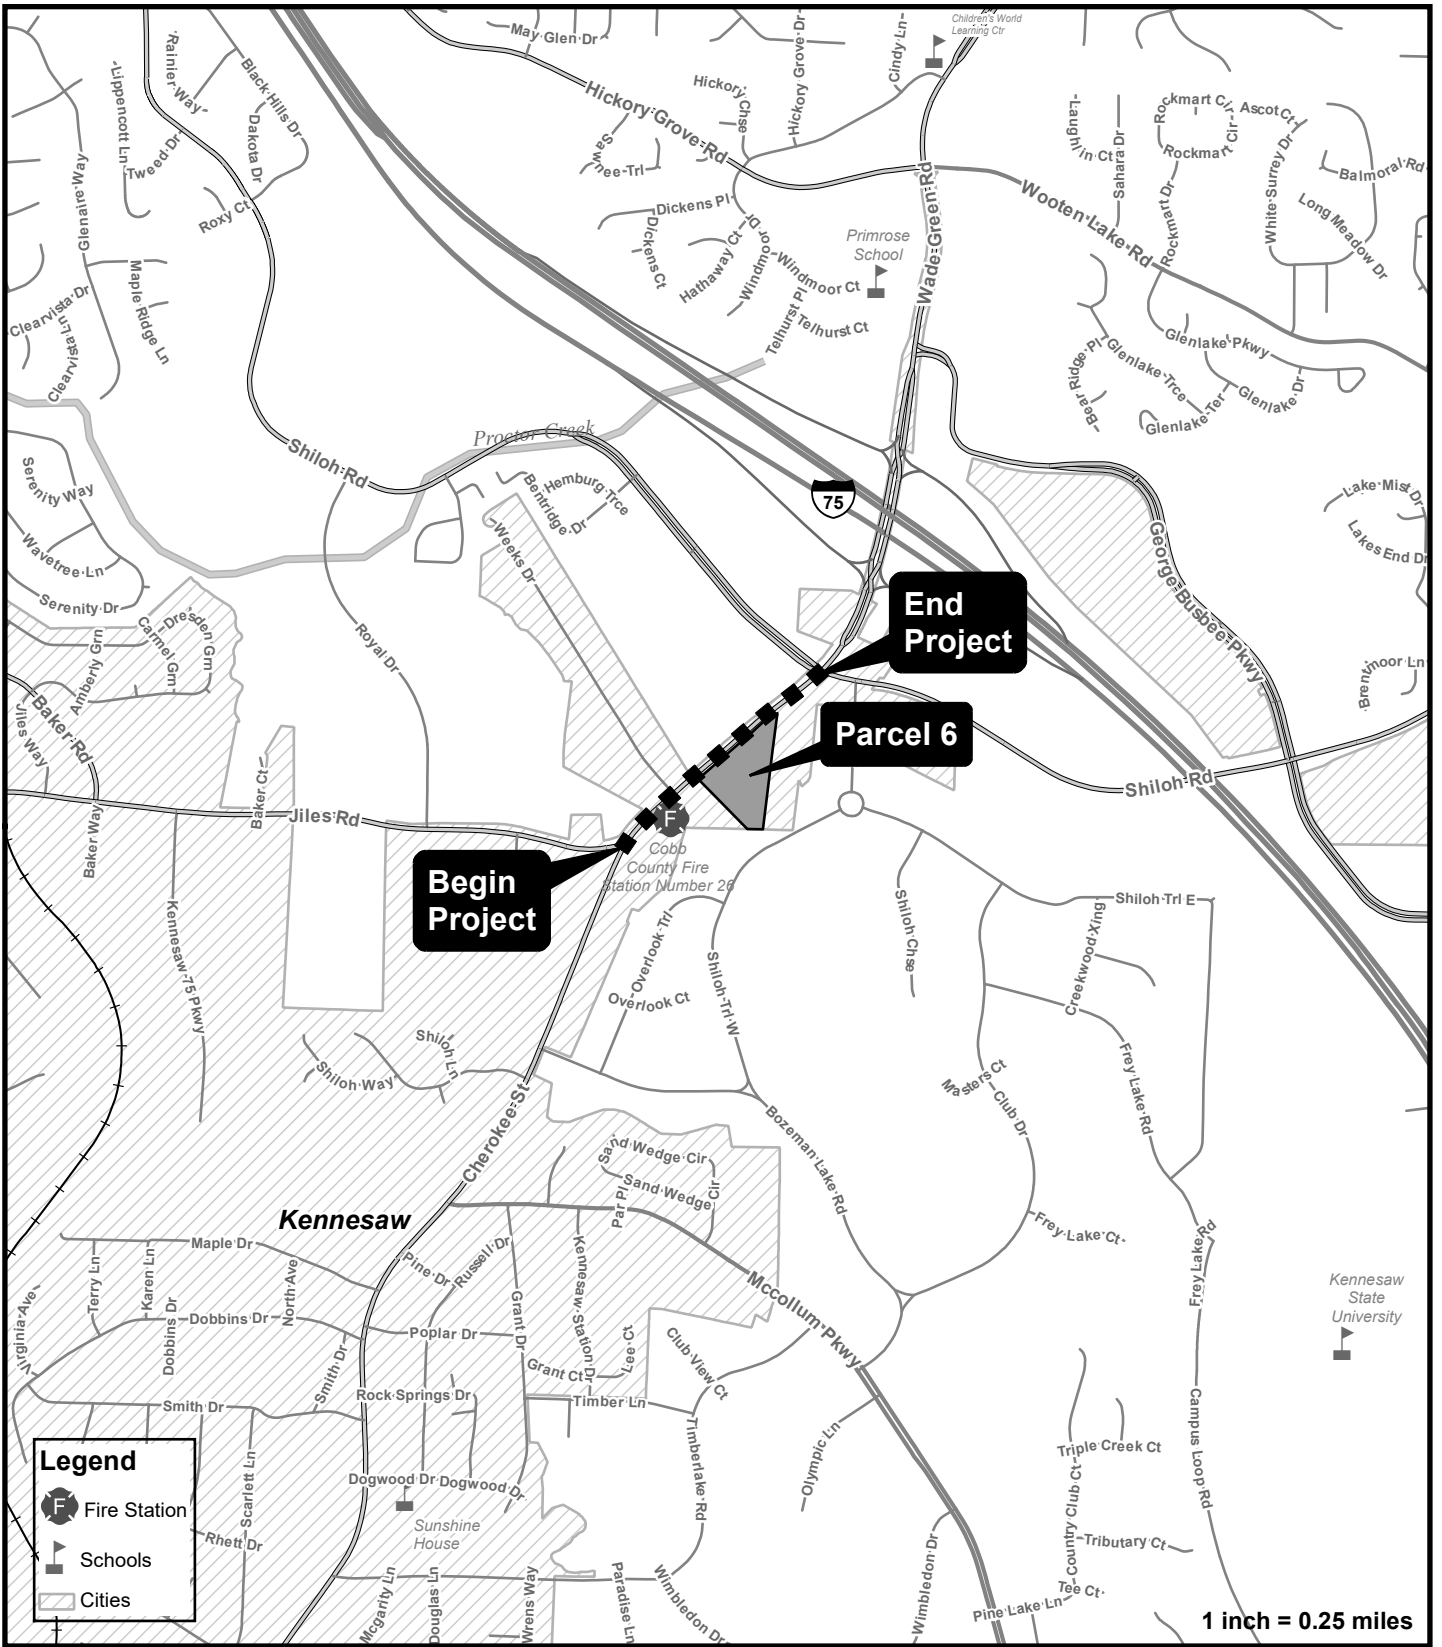 Children's World
Learning Ctr
May Glen Dr
Hickory Grove Dr
Cindy Ln
Rainier Way
Lippencott Ln
Black Hills Dr
Dakota Dr
Tweed Dr
Roxy Ct
Glenaire Way
Hickory Chse
Hickory Grove Rd
Sawnee Trl
Laughlin Ct
Sahara Dr
Rockmart Cir
Rockmart Cir
Ascot Ct
Balmoral Rd
White Surrey Dr
Long Meadow Dr
Rockmart Dr
Wade Green Rd
Wooten Lake Rd
Dickens Pl
Dickens Ct
Hathaway Ct
Windmoor Dr
Windmoor Ct
Primrose
School
Telhurst Pl
Telhurst Ct
Maple Ridge Ln
Clearvista Dr
Clearvista Ln
Glenlake Pkwy
Glenlake Trce
Bear Ridge Pl
Glenlake Dr
Glenlake Ter
Proctor Creek
Shiloh Rd
Serenity Way
Hemburg Trce
Bentridge Dr
75
Lake Mist Dr
Lakes End Dr
Weeks Dr
Wavetree Ln
Serenity Dr
George Busbee Pkwy
End
Project
Dresden Grn
Carmel Grn
Amberly Grn
Royal Dr
Brenmoor Ln
Baker Rd
Jiles Way
Parcel 6
Shiloh Rd
Baker Ct
Jiles Rd
Baker Way
F
Cobb
County Fire
Station Number 26
Begin
Project
Kennesaw 75 Pkwy
Overlook Trl
Overlook Ct
Shiloh Trl W
Shiloh Chse
Shiloh Trl E
Creekwood Xing
Shiloh Ln
Shiloh Way
Frey Lake Rd
Masters Ct
Club Dr
Cherokee St
Bozeman Lake Rd
Sand Wedge Cir
Sand Wedge Cir
Par Pl
Kennesaw
Frey Lake Ct
Frey Lake Rd
Maple Dr
Pine Dr
Russell Dr
Terry Ln
Karen Ln
North Ave
Kennesaw Station Dr
Grant Dr
Mccollum Pkwy
Kennesaw
State
University
Virginia Ave
Dobbins Dr
Dobbins Dr
Poplar Dr
Smith Dr
Lee Ct
Grant Ct
Club View Ct
Rock Springs Dr
Timber Ln
Smith Dr
Campus Loop Rd
Timberlake Rd
Olympic Ln
Triple Creek Ct
Country Club Ct
Scarlett Ln
Dogwood Dr
Dogwood Dr
Sunshine
House
Rhett Dr
Tributary Ct
Mcgarity Ln
Douglas Ln
Wrens Way
Paradise Ln
Wimbledon Dr
Wimbledon Dr
Tee Ct
Pine Lake Ln
Legend
F
Fire Station
Schools
Cities
1 inch = 0.25 miles